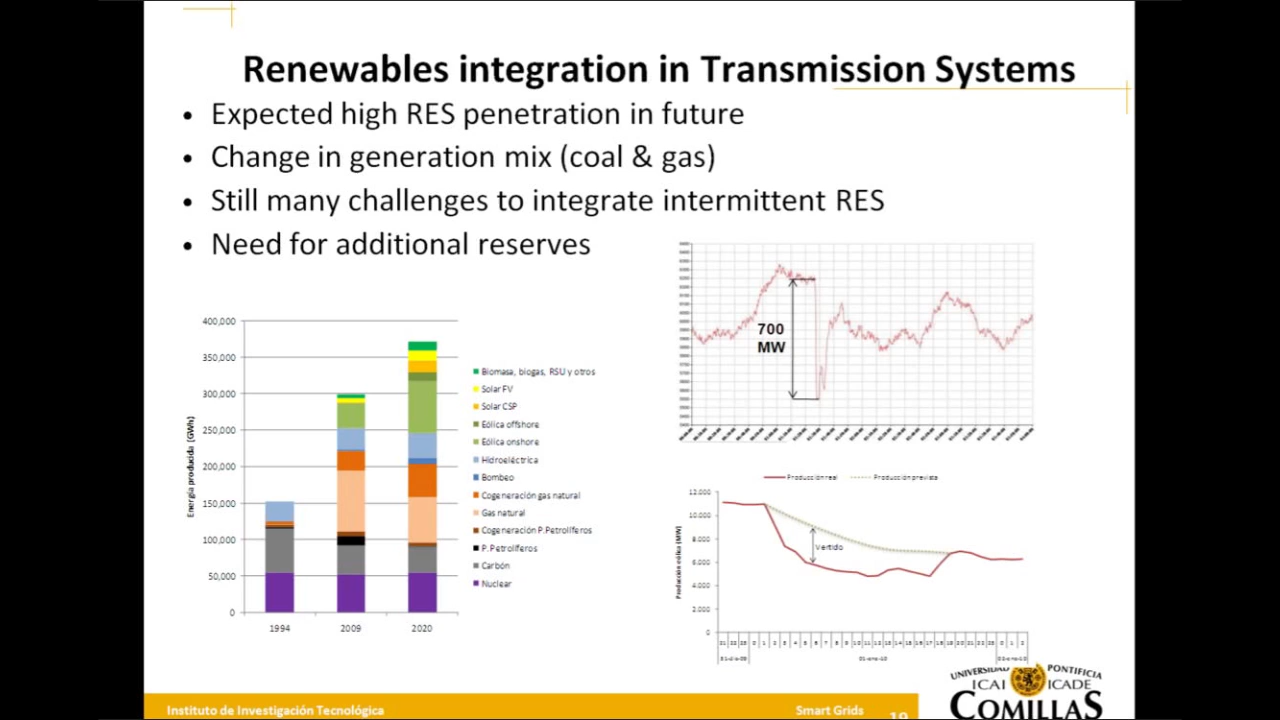 Renewables integration in Transmission Systems
• Expected high RES penetration in future
• Change in generation mix (coal & gas)
• Still many challenges to integrate intermittent RES
• Need for additional reserves
700
MW
Energía producida (GWh)
400,000
350,000
300,000
250,000
200,000
150,000
100,000
50,000
0
1994 2009 2020
Biomasa, biogas, RSU y otros
Solar FV
Solar CSP
Eólica offshore
Eólica onshore
Hidroeléctrica
Bombeo
Cogeneración gas natural
Gas natural
Cogeneración P.Petrolíferos
P.Petrolíferos
Carbón
Nuclear
Producción real Producción prevista
Producción eólica (MW)
12.000
10.000
8.000
6.000
4.000
2.000
0
Vertido
Instituto de Investigación Tecnológica
Smart Grids 19
UNIVERSIDAD PONTIFICIA
ICAI ICADE
COMILLAS